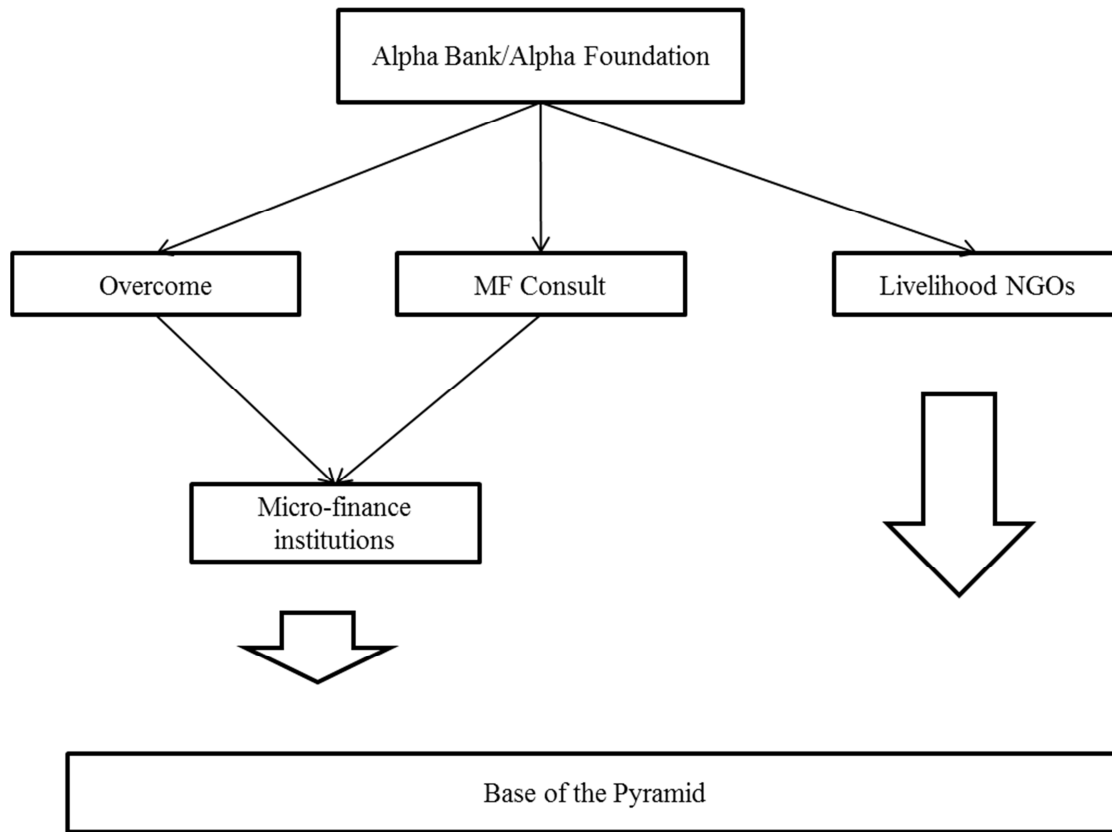 Alpha Bank/Alpha Foundation
Overcome
MF Consult
Livelihood NGOs
Micro-finance
institutions
Base of the Pyramid